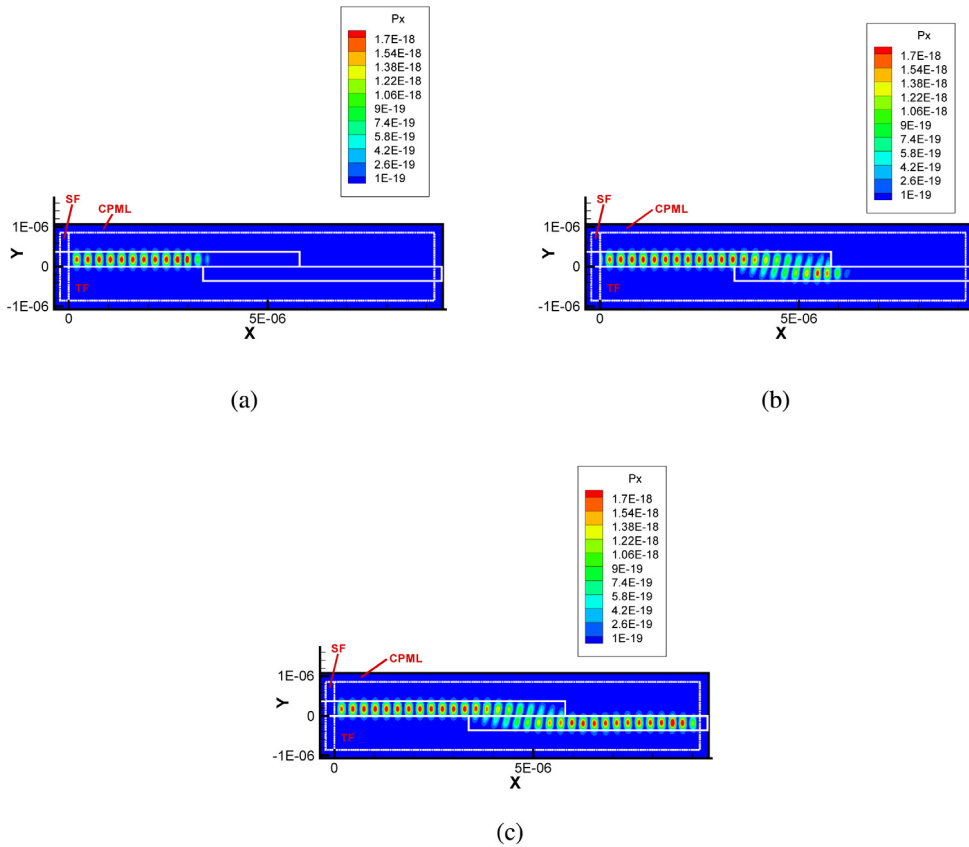 Px
1.7E-18
1.54E-18
1.38E-18
1.22E-18
1.06E-18
9E-19
7.4E-19
5.8E-19
4.2E-19
2.6E-19
1E-19
SF
CPML
1E-06
Y
0
TF
-1E-06
0
5E-06
X
(a)
Px
1.7E-18
1.54E-18
1.38E-18
1.22E-18
1.06E-18
9E-19
7.4E-19
5.8E-19
4.2E-19
2.6E-19
1E-19
SF
CPML
1E-06
Y
0
TF
-1E-06
0
5E-06
X
(b)
Px
1.7E-18
1.54E-18
1.38E-18
1.22E-18
1.06E-18
9E-19
7.4E-19
5.8E-19
4.2E-19
2.6E-19
1E-19
SF
CPML
1E-06
Y
0
TF
-1E-06
0
5E-06
X
(c)